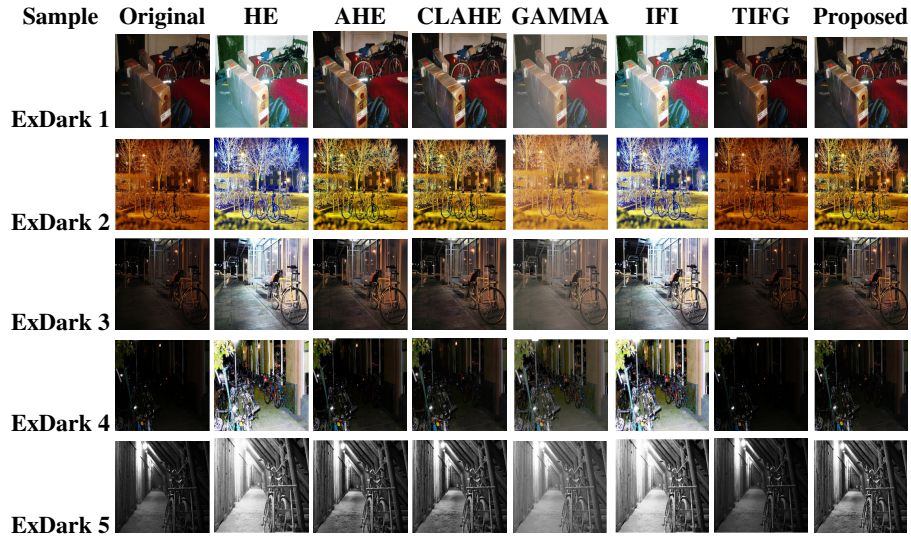 Sample Original HE AHE CLAHE GAMMA IFI TIFG Proposed
ExDark 1
ExDark 2
ExDark 3
ExDark 4
ExDark 5